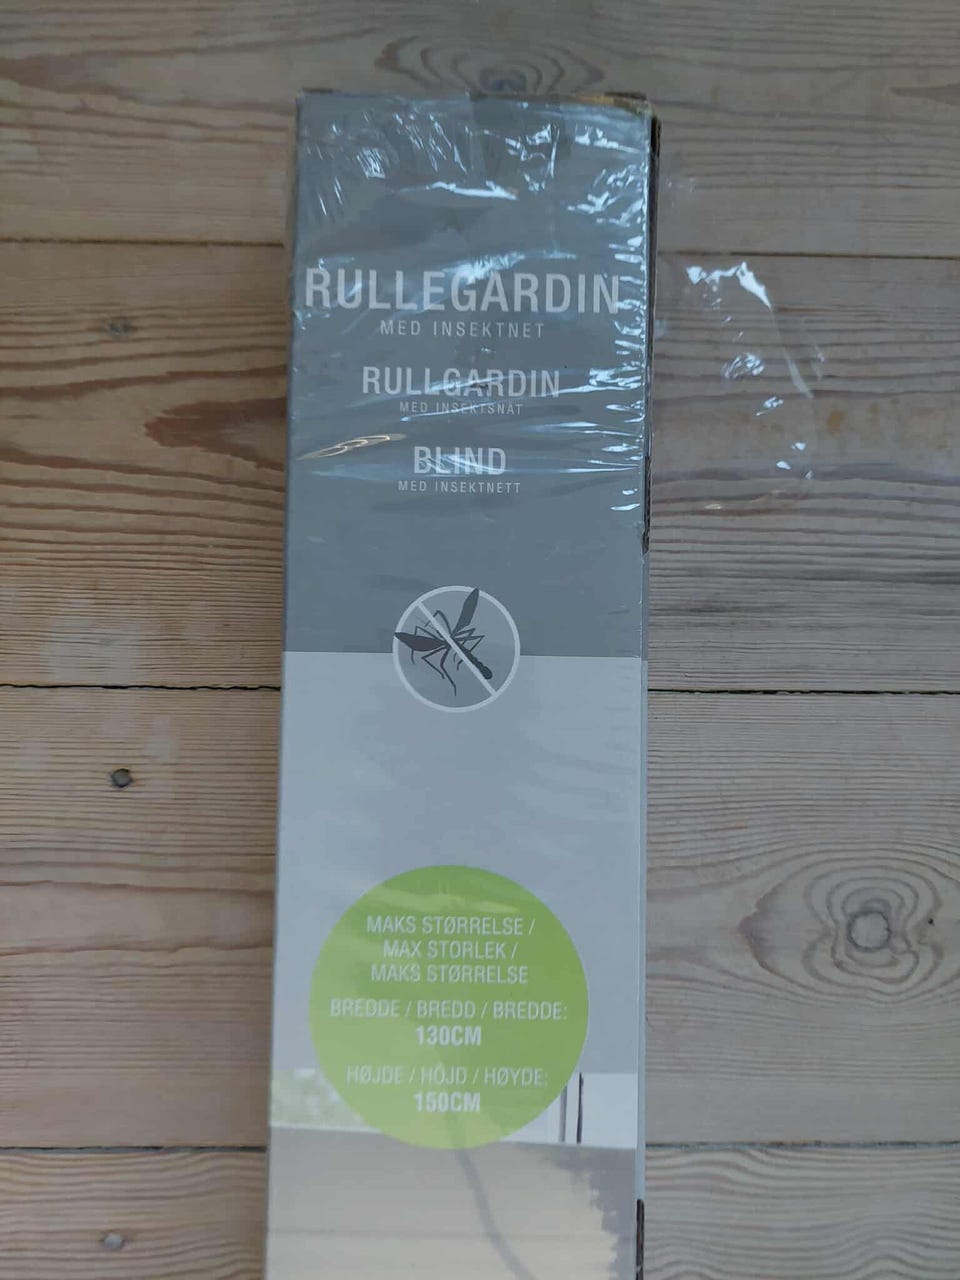 RULLEGARDIN
MED INSEKTNET
RULLGARDIN
MED INSEKTSNÄT
BLIND
MED INSEKTNETT
MAKS STØRRELSE /
MAX STORLEK /
MAKS STØRRELSE
BREDDE / BREDD / BREDDE:
130CM
HØJDE / HÖJD / HØYDE:
150CM